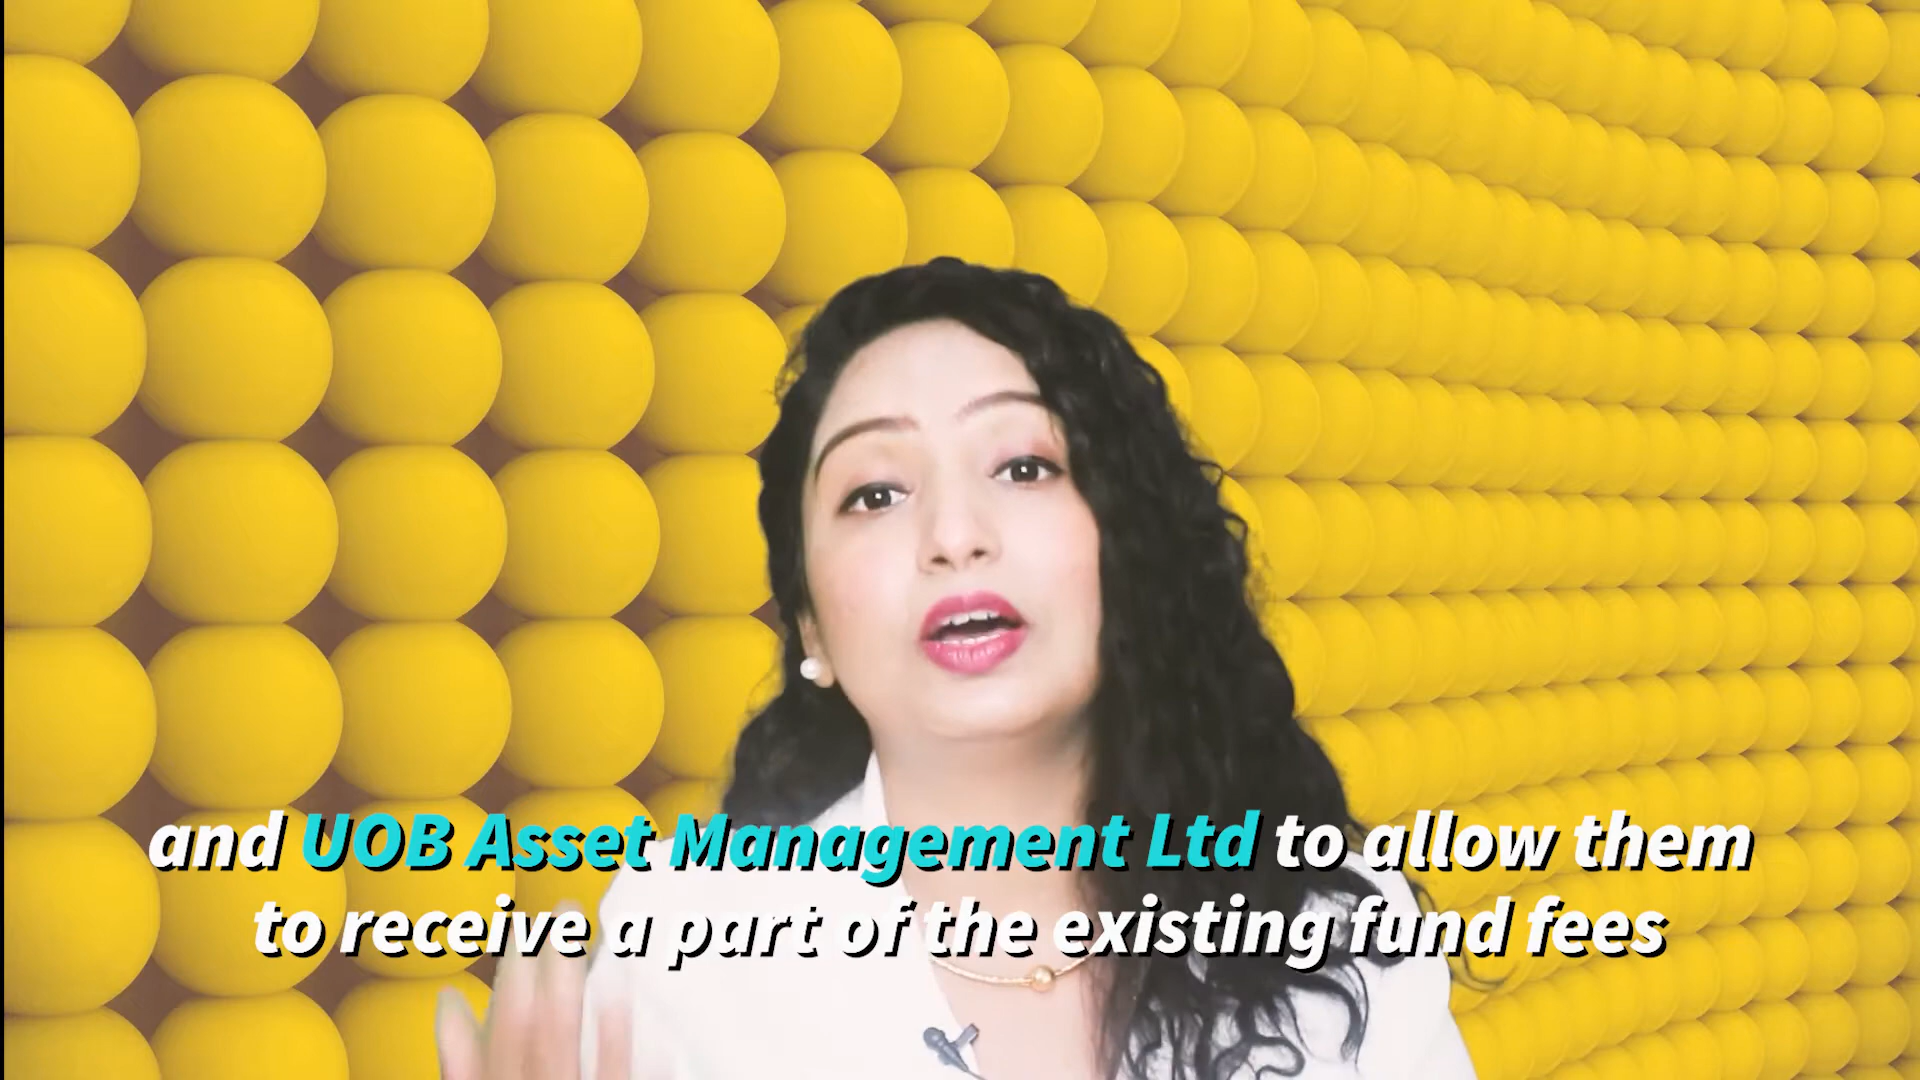 and UOB Asset Management Ltd to allow them
to receive a part of the existing fund fees